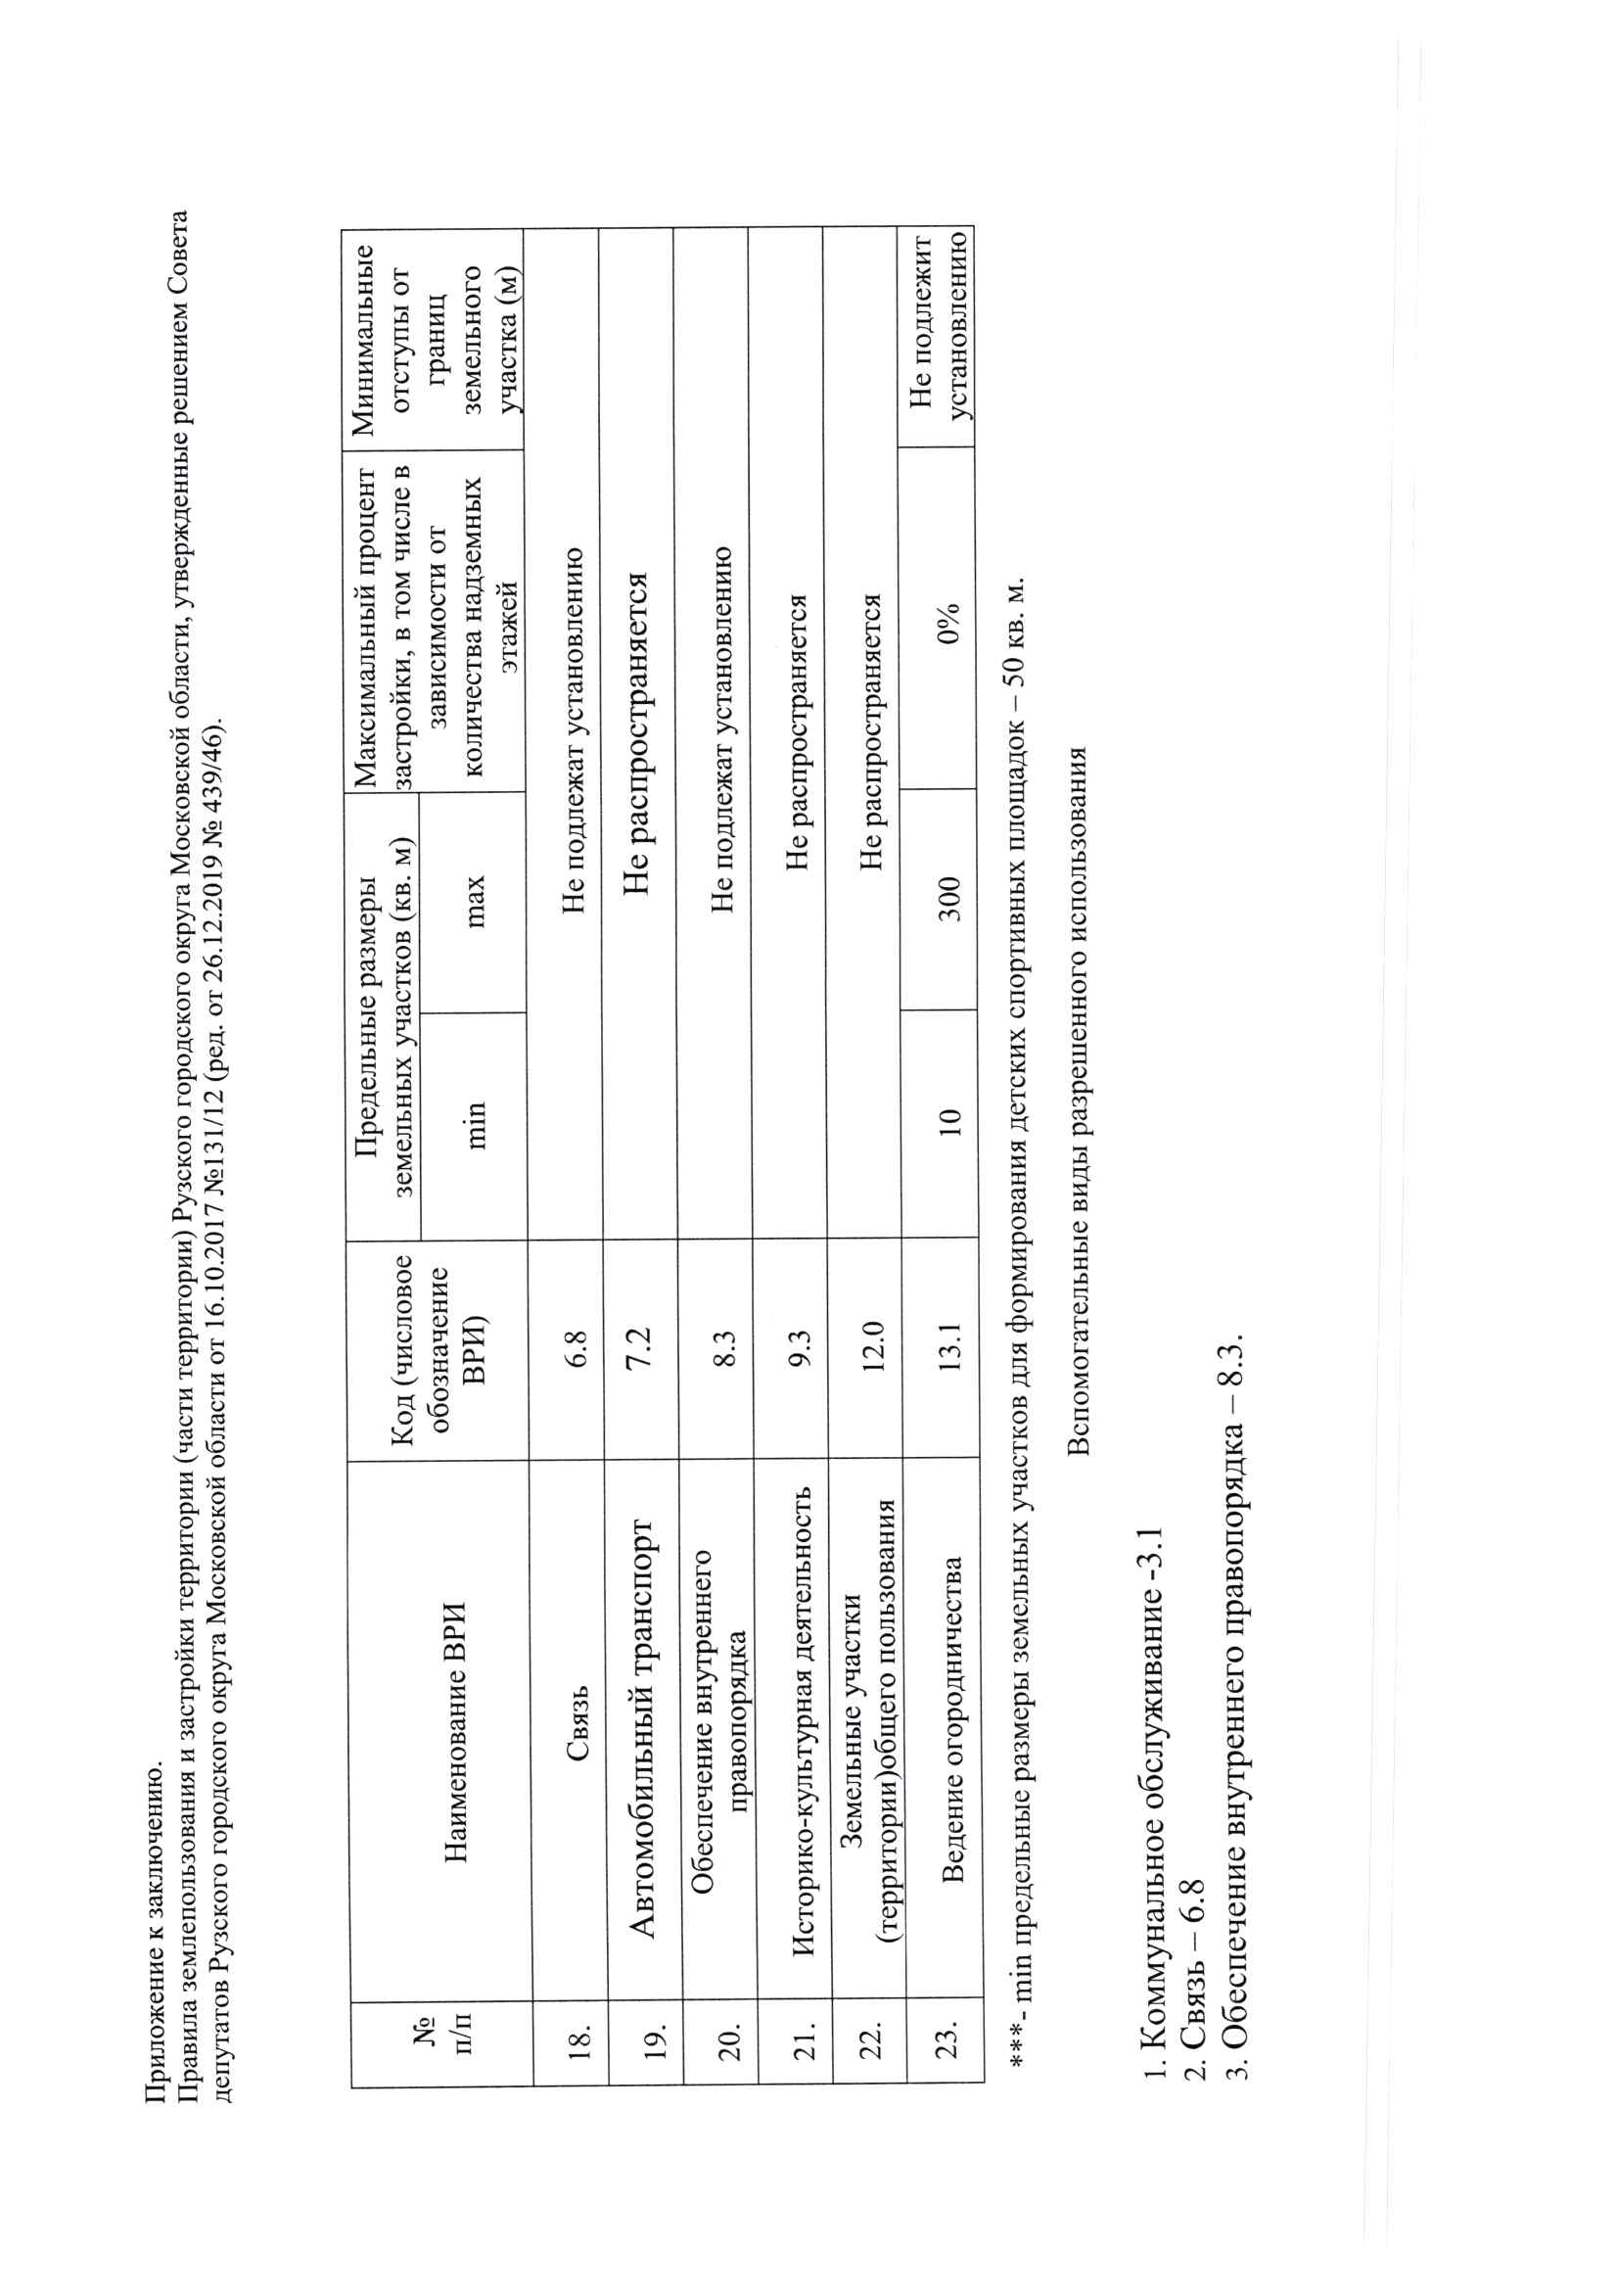 Приложение к заключению.
Правила землепользования и застройки территории (части территории) Рузского городского округа Московской области, утвержденные решением Совета
депутатов Рузского городского округа Московской области от 16.10.2017 №131/12 (ред. от 26.12.2019 № 439/46).
№
п/п
Наименование ВРИ
Код (числовое
обозначение
ВРИ)
Предельные размеры
земельных участков (кв. м)
min
max
Максимальный процент
застройки, в том числе в
зависимости от
количества надземных
этажей
Минимальные
отступы от
границ
земельного
участка (м)
18.
Связь
6.8
Не подлежат установлению
19.
Автомобильный транспорт
7.2
Не распространяется
20.
Обеспечение внутреннего
правопорядка
8.3
Не подлежат установлению
21.
Историко-культурная деятельность
9.3
Не распространяется
22.
Земельные участки
(территории)общего пользования
12.0
Не распространяется
23.
Ведение огородничества
13.1
10
300
0%
Не подлежит
установлению
***- min предельные размеры земельных участков для формирования детских спортивных площадок – 50 кв. м.
Вспомогательные виды разрешенного использования
1. Коммунальное обслуживание -3.1
2. Связь – 6.8
3. Обеспечение внутреннего правопорядка – 8.3.